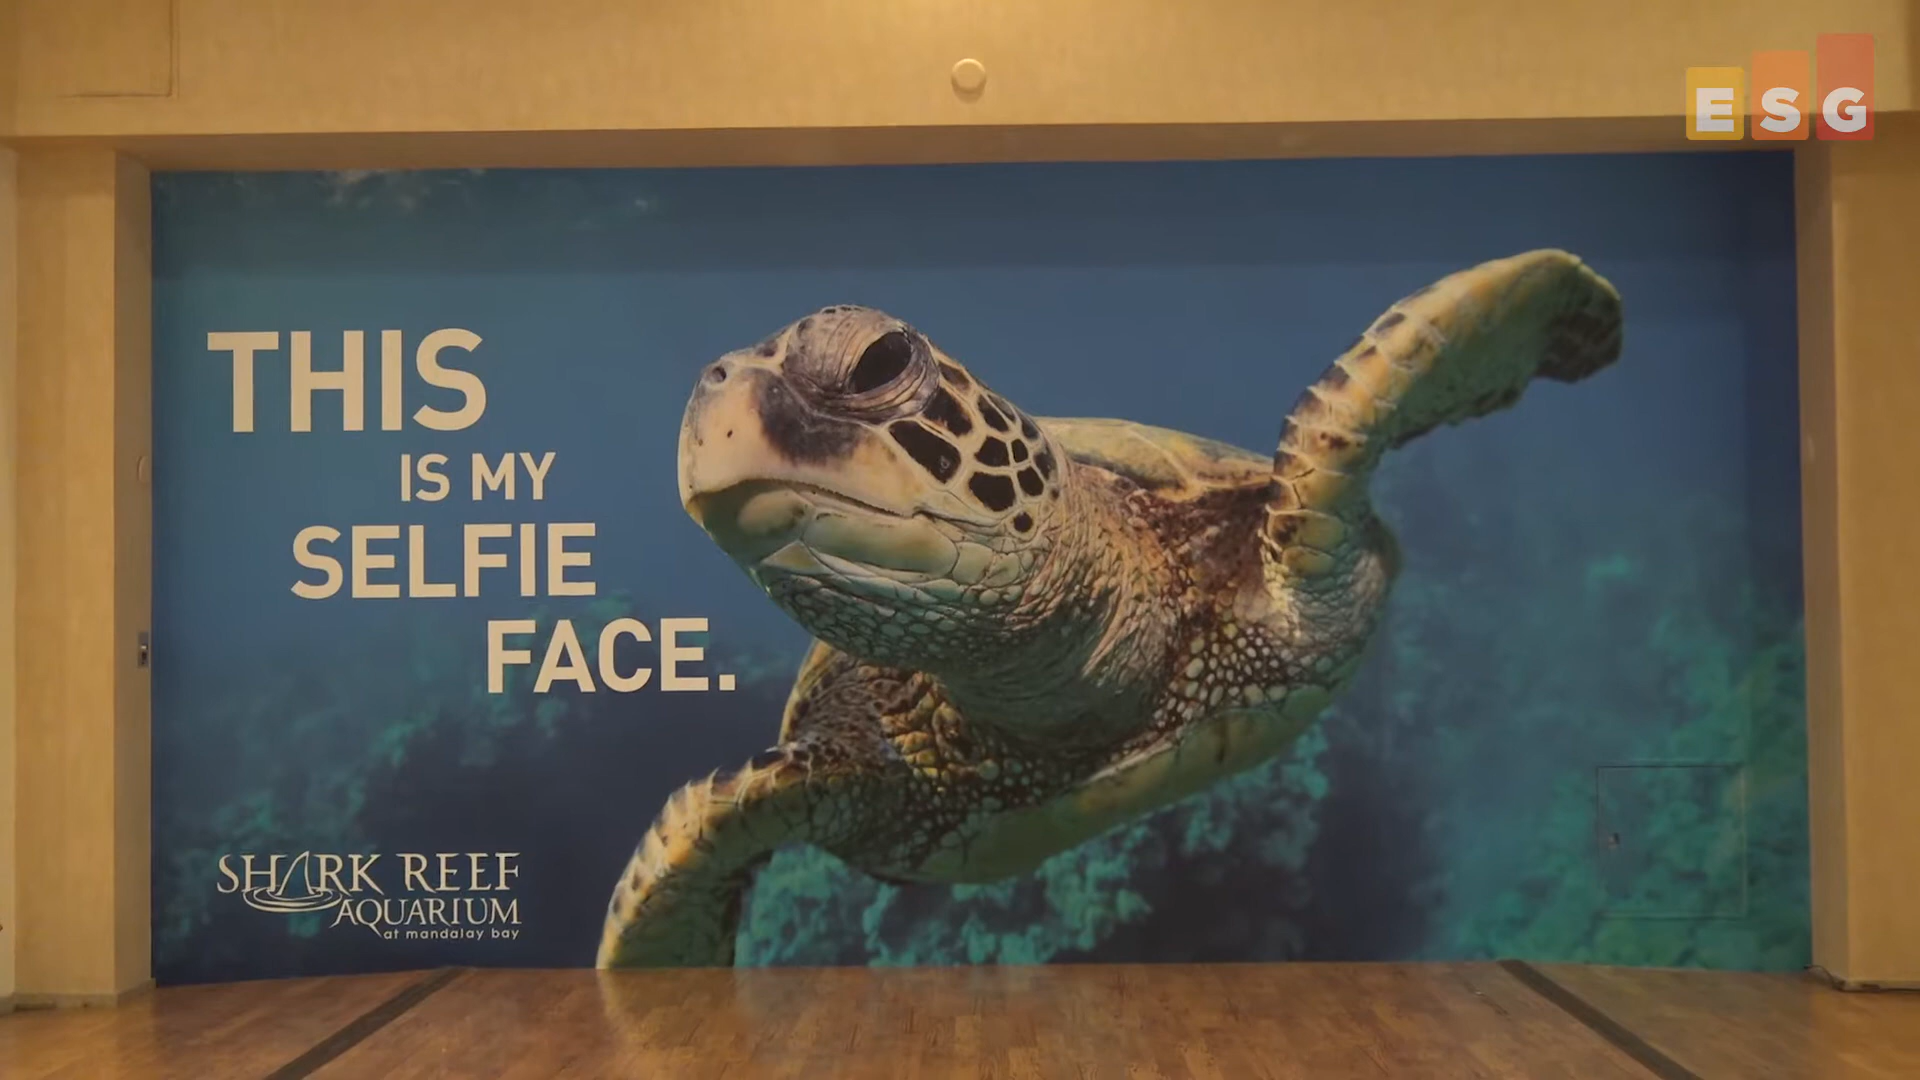 ESG
THIS
IS MY
SELFIE
FACE.
SHARK REEF
AQUARIUM
at mandalay bay